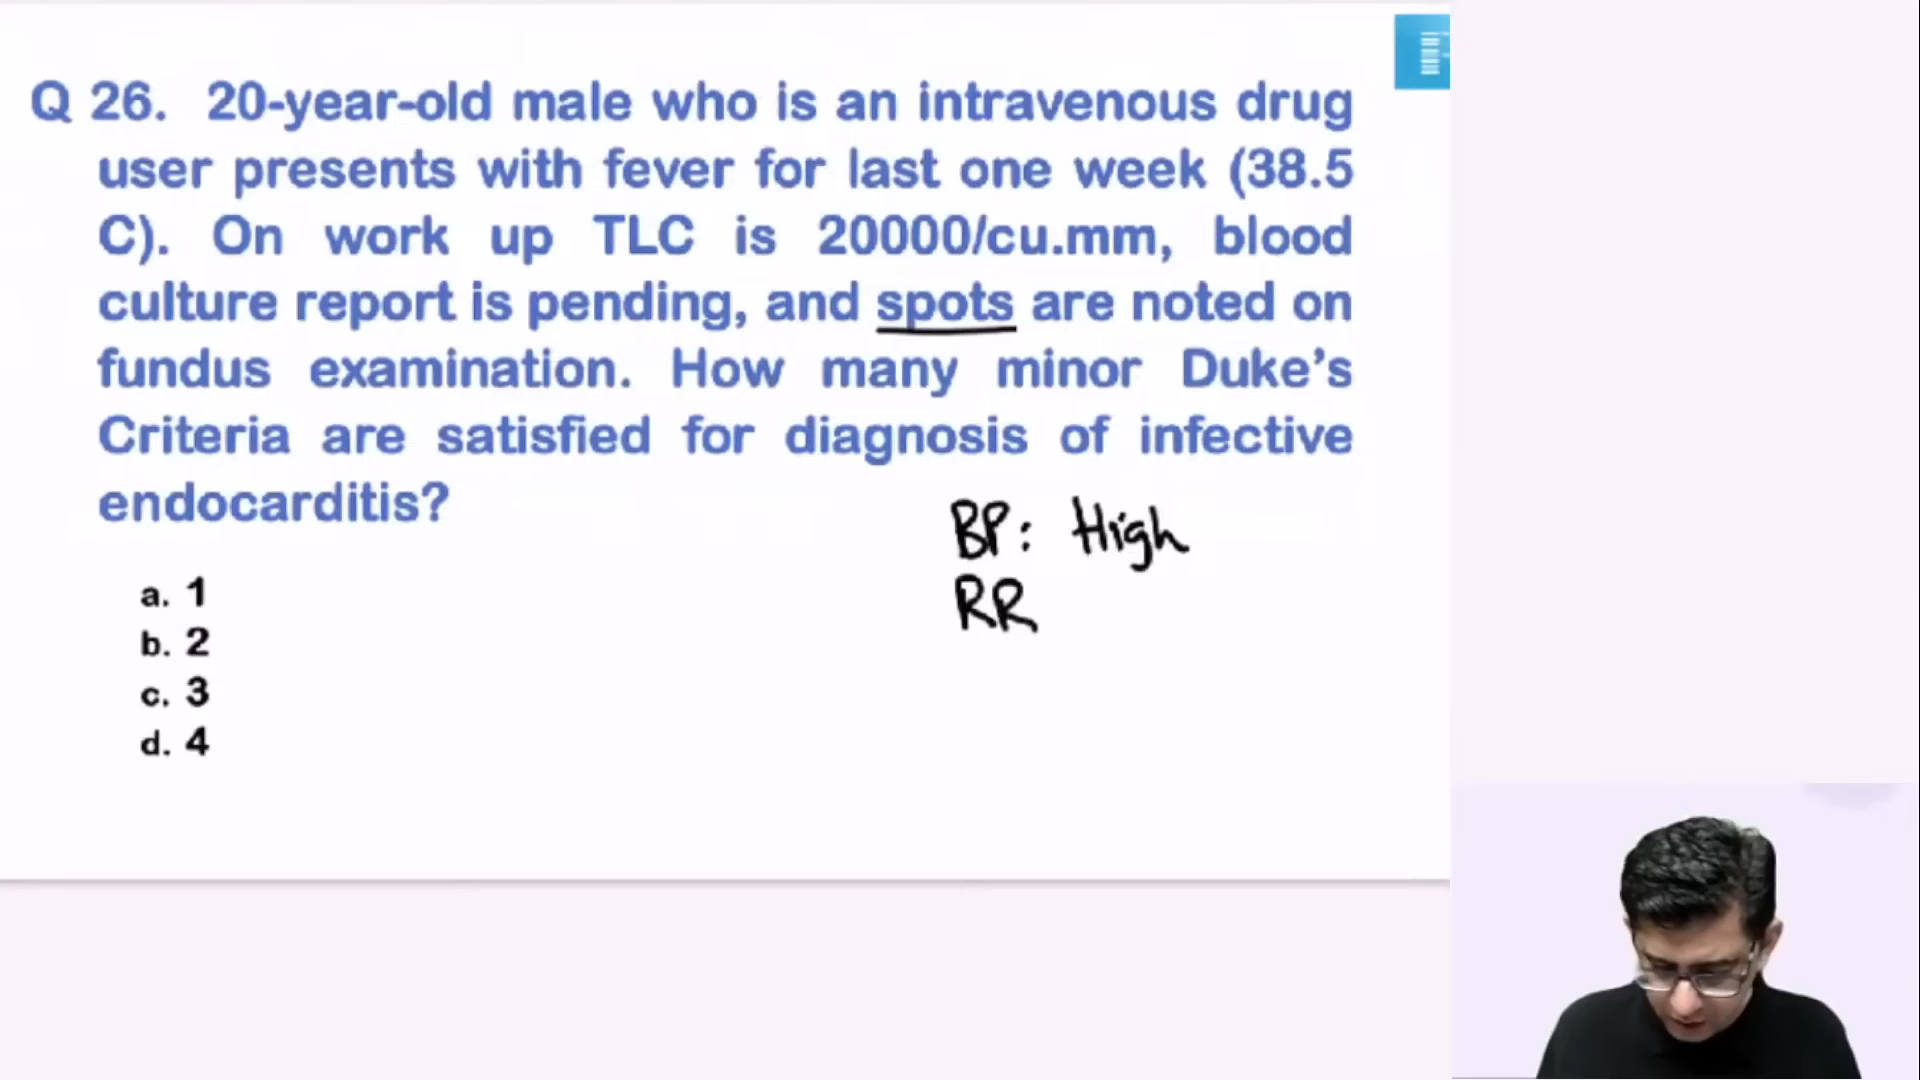 Q 26. 20-year-old male who is an intravenous drug
user presents with fever for last one week (38.5
C). On work up TLC is 20000/cu.mm, blood
culture report is pending, and spots are noted on
fundus examination. How many minor Duke's
Criteria are satisfied for diagnosis of infective
endocarditis?
BP: High
RR
a. 1
b. 2
c. 3
d. 4